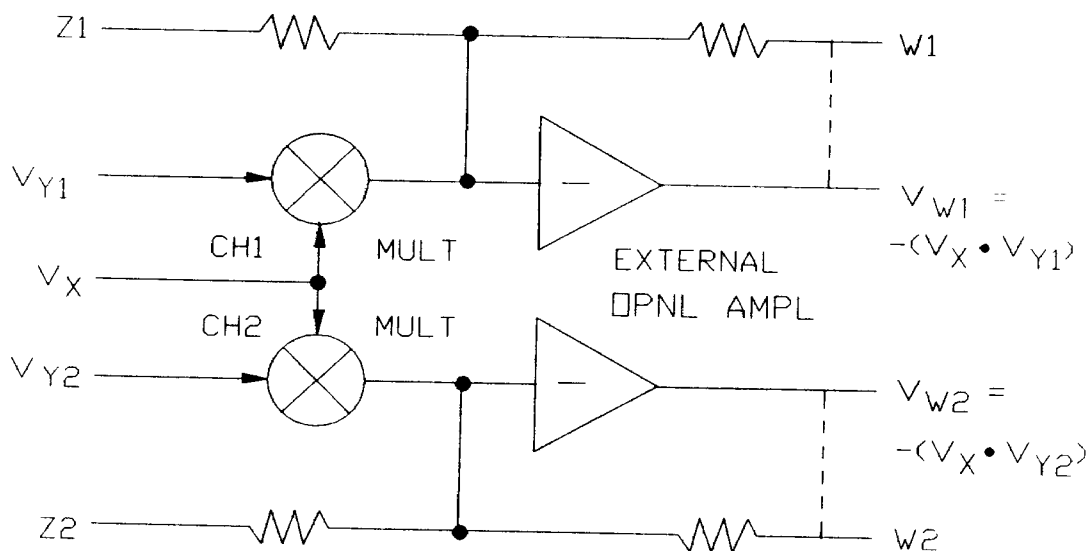 Z1
W1
VY1
VW1 =
-(VX • VY1)
CH1
MULT
EXTERNAL
OPNL AMPL
VX
CH2
MULT
VY2
VW2 =
-(VX • VY2)
Z2
W2